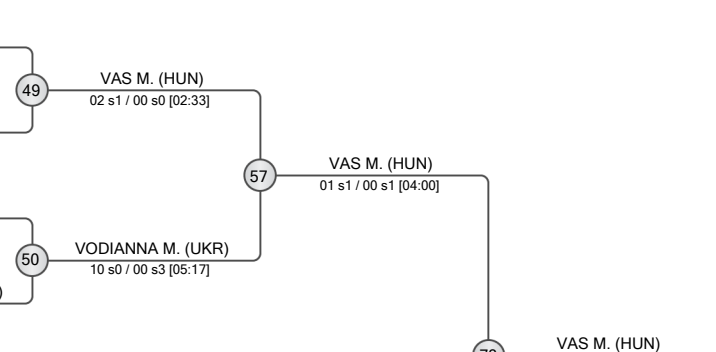 VAS M. (HUN)
49
02 s1 / 00 s0 [02:33]
VAS M. (HUN)
57
01 s1 / 00 s1 [04:00]
VODIANNA M. (UKR)
50
10 s0 / 00 s3 [05:17]
)
VAS M. (HUN)